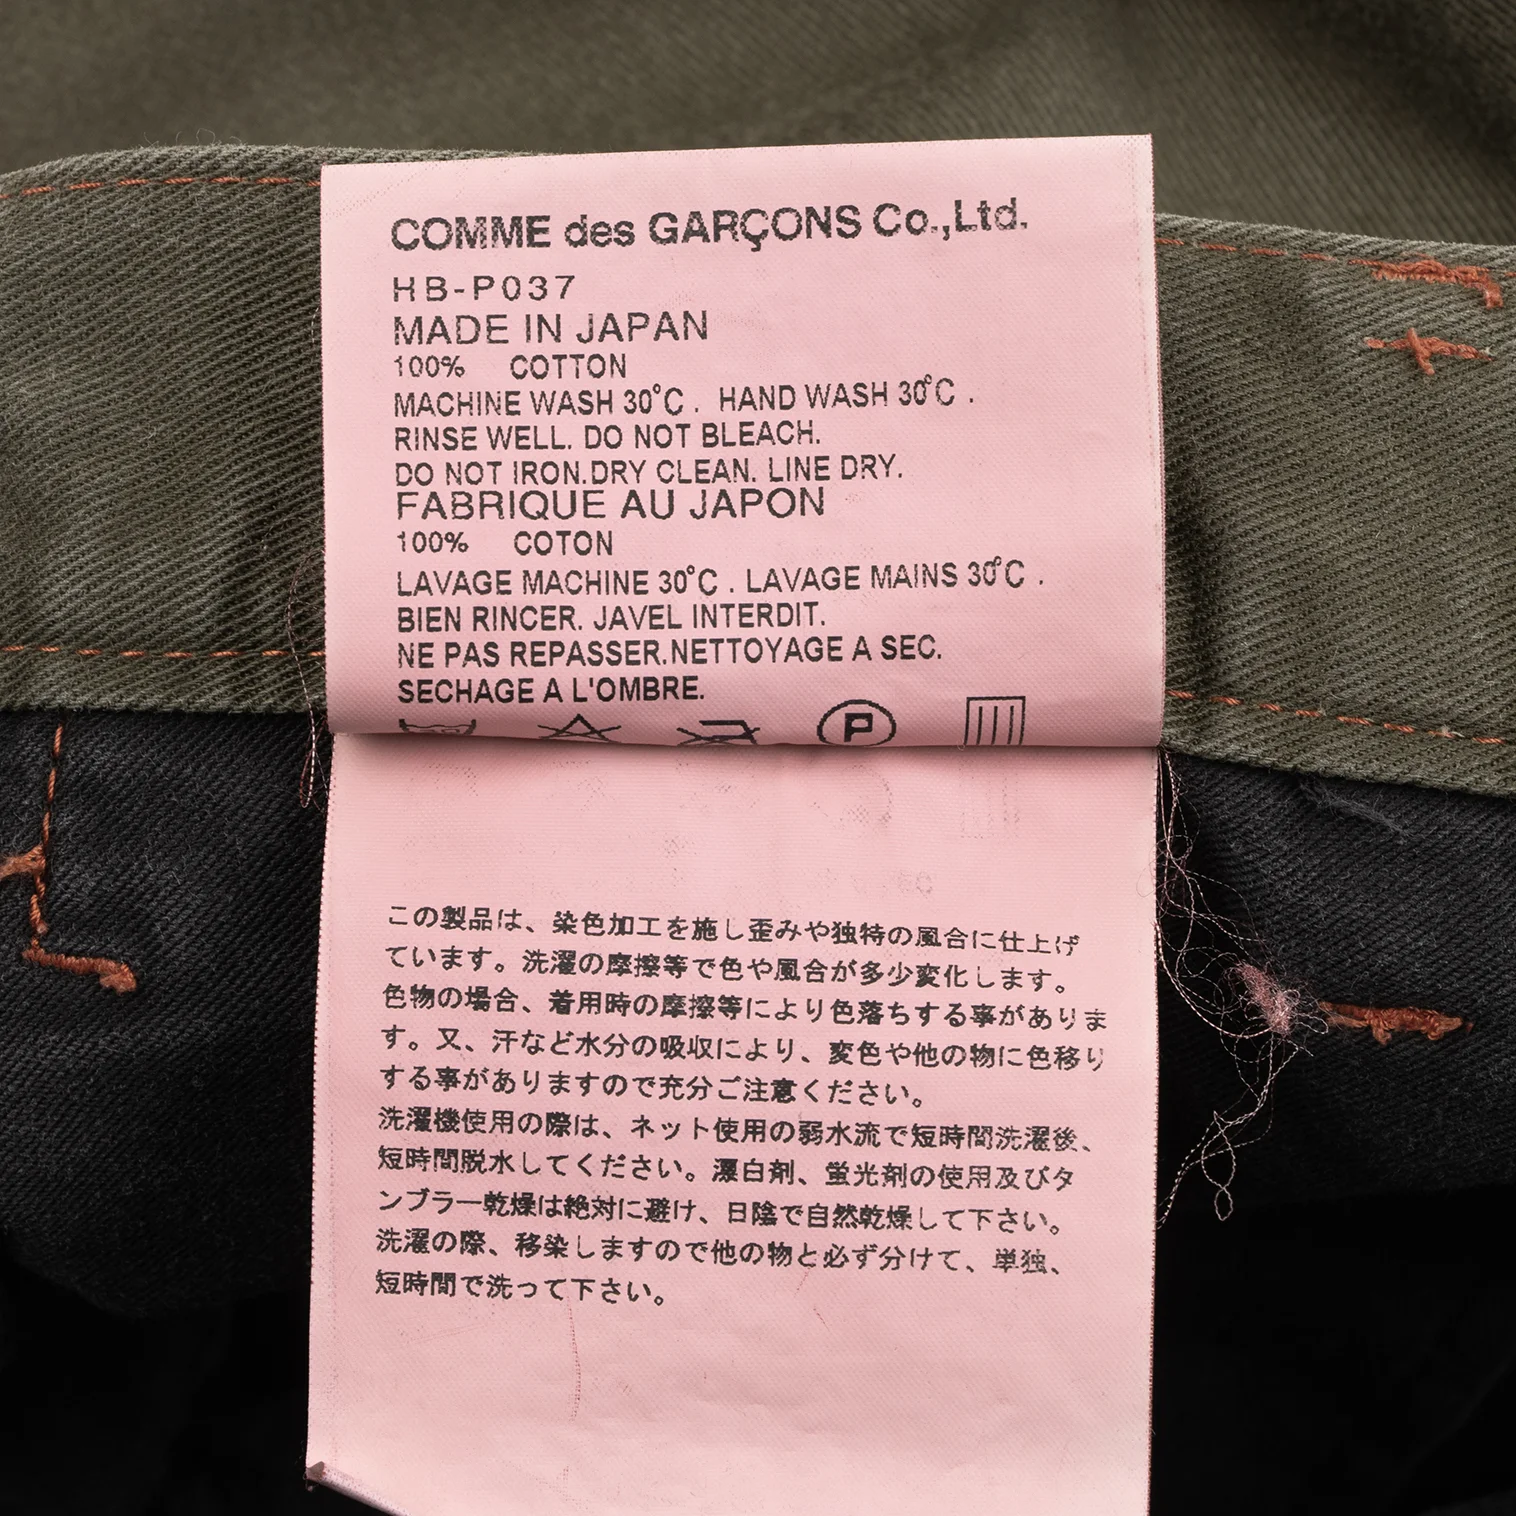 COMME des GARÇONS Co.,Ltd.
HB-P037
MADE IN JAPAN
100% COTTON
MACHINE WASH 30°C . HAND WASH 30°C .
RINSE WELL. DO NOT BLEACH.
DO NOT IRON.DRY CLEAN. LINE DRY.
FABRIQUE AU JAPON
100% COTON
LAVAGE MACHINE 30°C . LAVAGE MAINS 30°C .
BIEN RINCER. JAVEL INTERDIT.
NE PAS REPASSER.NETTOYAGE A SEC.
SECHAGE A L'OMBRE.
P
この製品は、染色加工を施し歪みや独特の風合に仕上げ
ています。洗濯の摩擦等で色や風合が多少変化します。
色物の場合、着用時の摩擦等により色落ちする事がありま
す。又、汗など水分の吸収により、変色や他の物に色移り
する事がありますので充分ご注意ください。
洗濯機使用の際は、ネット使用の弱水流で短時間洗濯後、
短時間脱水してください。漂白剤、蛍光剤の使用及びタ
ンブラー乾燥は絶対に避け、日陰で自然乾燥して下さい。
洗濯の際、移染しますので他の物と必ず分けて、単独、
短時間で洗って下さい。